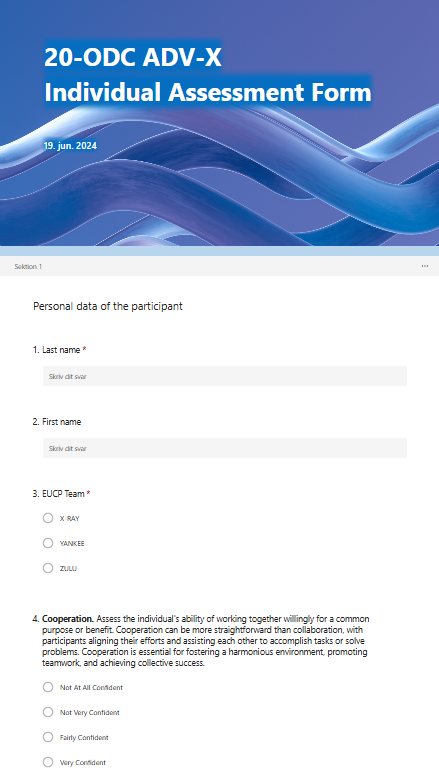 20-ODC ADV-X
Individual Assessment Form
19. jun. 2024
Sektion 1
...
Personal data of the participant
1. Last name *
Skriv dit svar
2. First name
Skriv dit svar
3. EUCP Team *
X-RAY
YANKEE
ZULU
4. Cooperation. Assess the individual's ability of working together willingly for a common
purpose or benefit. Cooperation can be more straightforward than collaboration, with
participants aligning their efforts and assisting each other to accomplish tasks or solve
problems. Cooperation is essential for fostering a harmonious environment, promoting
teamwork, and achieving collective success.
Not At All Confident
Not Very Confident
Fairly Confident
Very Confident